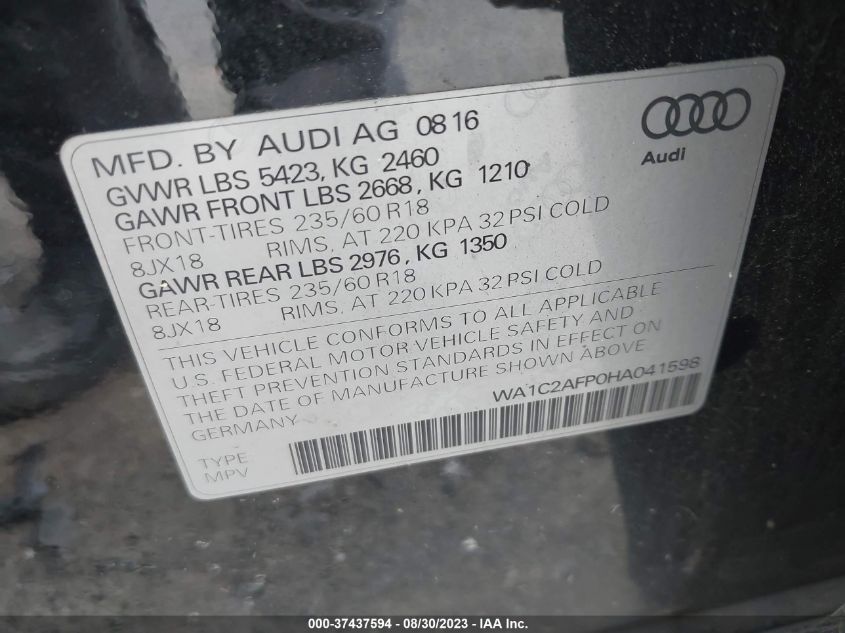 MFD. BY AUDI AG 08 16
GVWR LBS 5423, KG 2460
GAWR FRONT LBS 2668, KG 1210
FRONT-TIRES 235/60 R18
8JX18 RIMS, AT 220 KPA 32 PSI COLD
GAWR REAR LBS 2976, KG 1350
REAR-TIRES 235/60 R18
8JX18 RIMS, AT 220 KPA 32 PSI COLD
THIS VEHICLE CONFORMS TO ALL APPLICABLE
U.S. FEDERAL MOTOR VEHICLE SAFETY AND
THEFT PREVENTION STANDARDS IN EFFECT ON
THE DATE OF MANUFACTURE SHOWN ABOVE
GERMANY WA1C2AFP0HA041598
TYPE
MPV
Audi
000-37437594 - 08/30/2023 - IAA Inc.